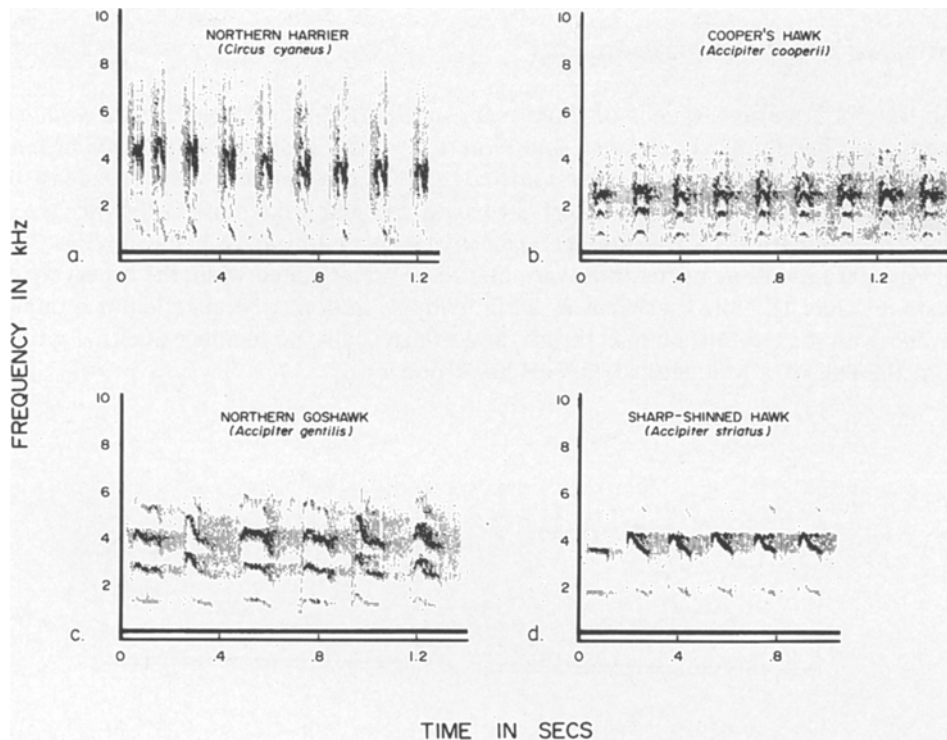 FREQUENCY IN kHz
NORTHERN HARRIER
(Circus cyaneus)
10
8
6
4
2
a.
0 .4 .8 1.2
COOPER'S HAWK
(Accipiter cooperii)
10
8
6
4
2
b.
0 .4 .8 1.2
NORTHERN GOSHAWK
(Accipiter gentilis)
10
8
6
4
2
c.
0 .4 .8 1.2
SHARP-SHINNED HAWK
(Accipiter striatus)
10
8
6
4
2
d.
0 .4 .8
TIME IN SECS